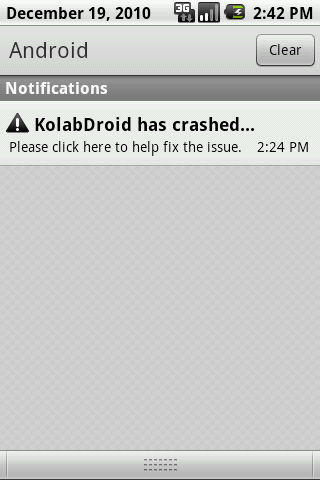 December 19, 2010 3G 2:42 PM
Android Clear
Notifications
KolabDroid has crashed...
Please click here to help fix the issue. 2:24 PM